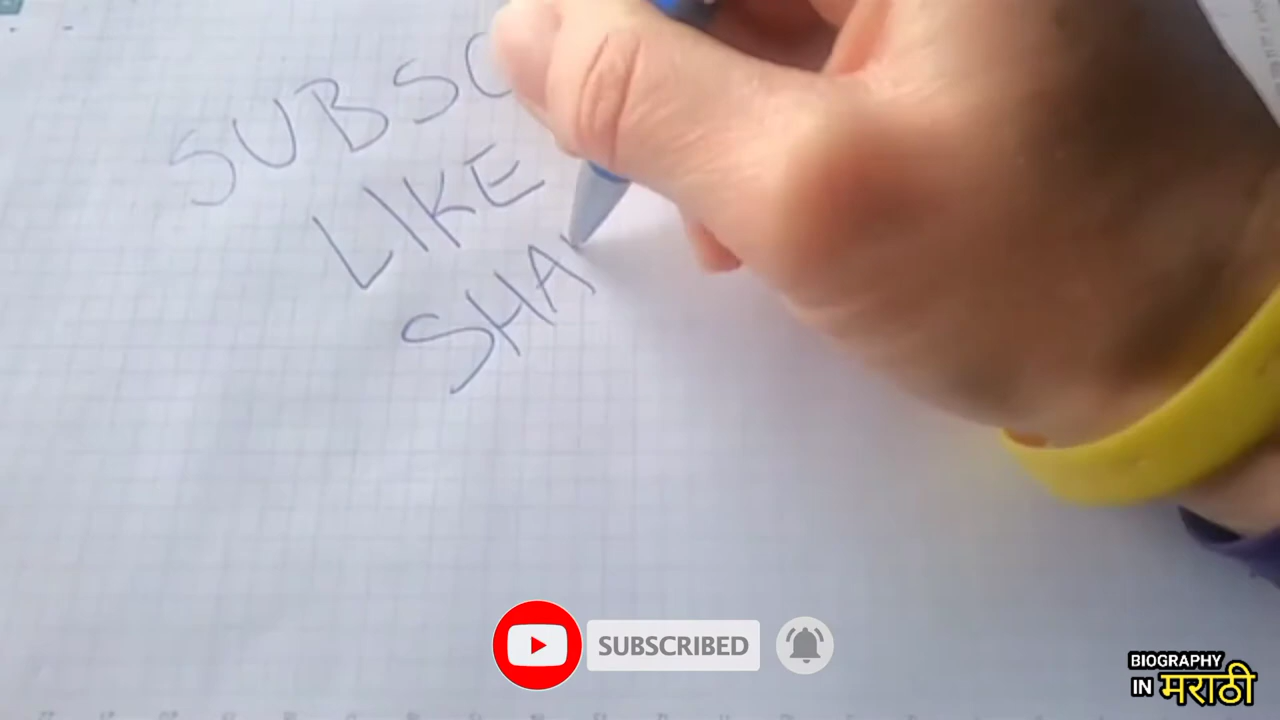 SUBSC
LIKE
SHA
SUBSCRIBED
BIOGRAPHY
IN मराठी